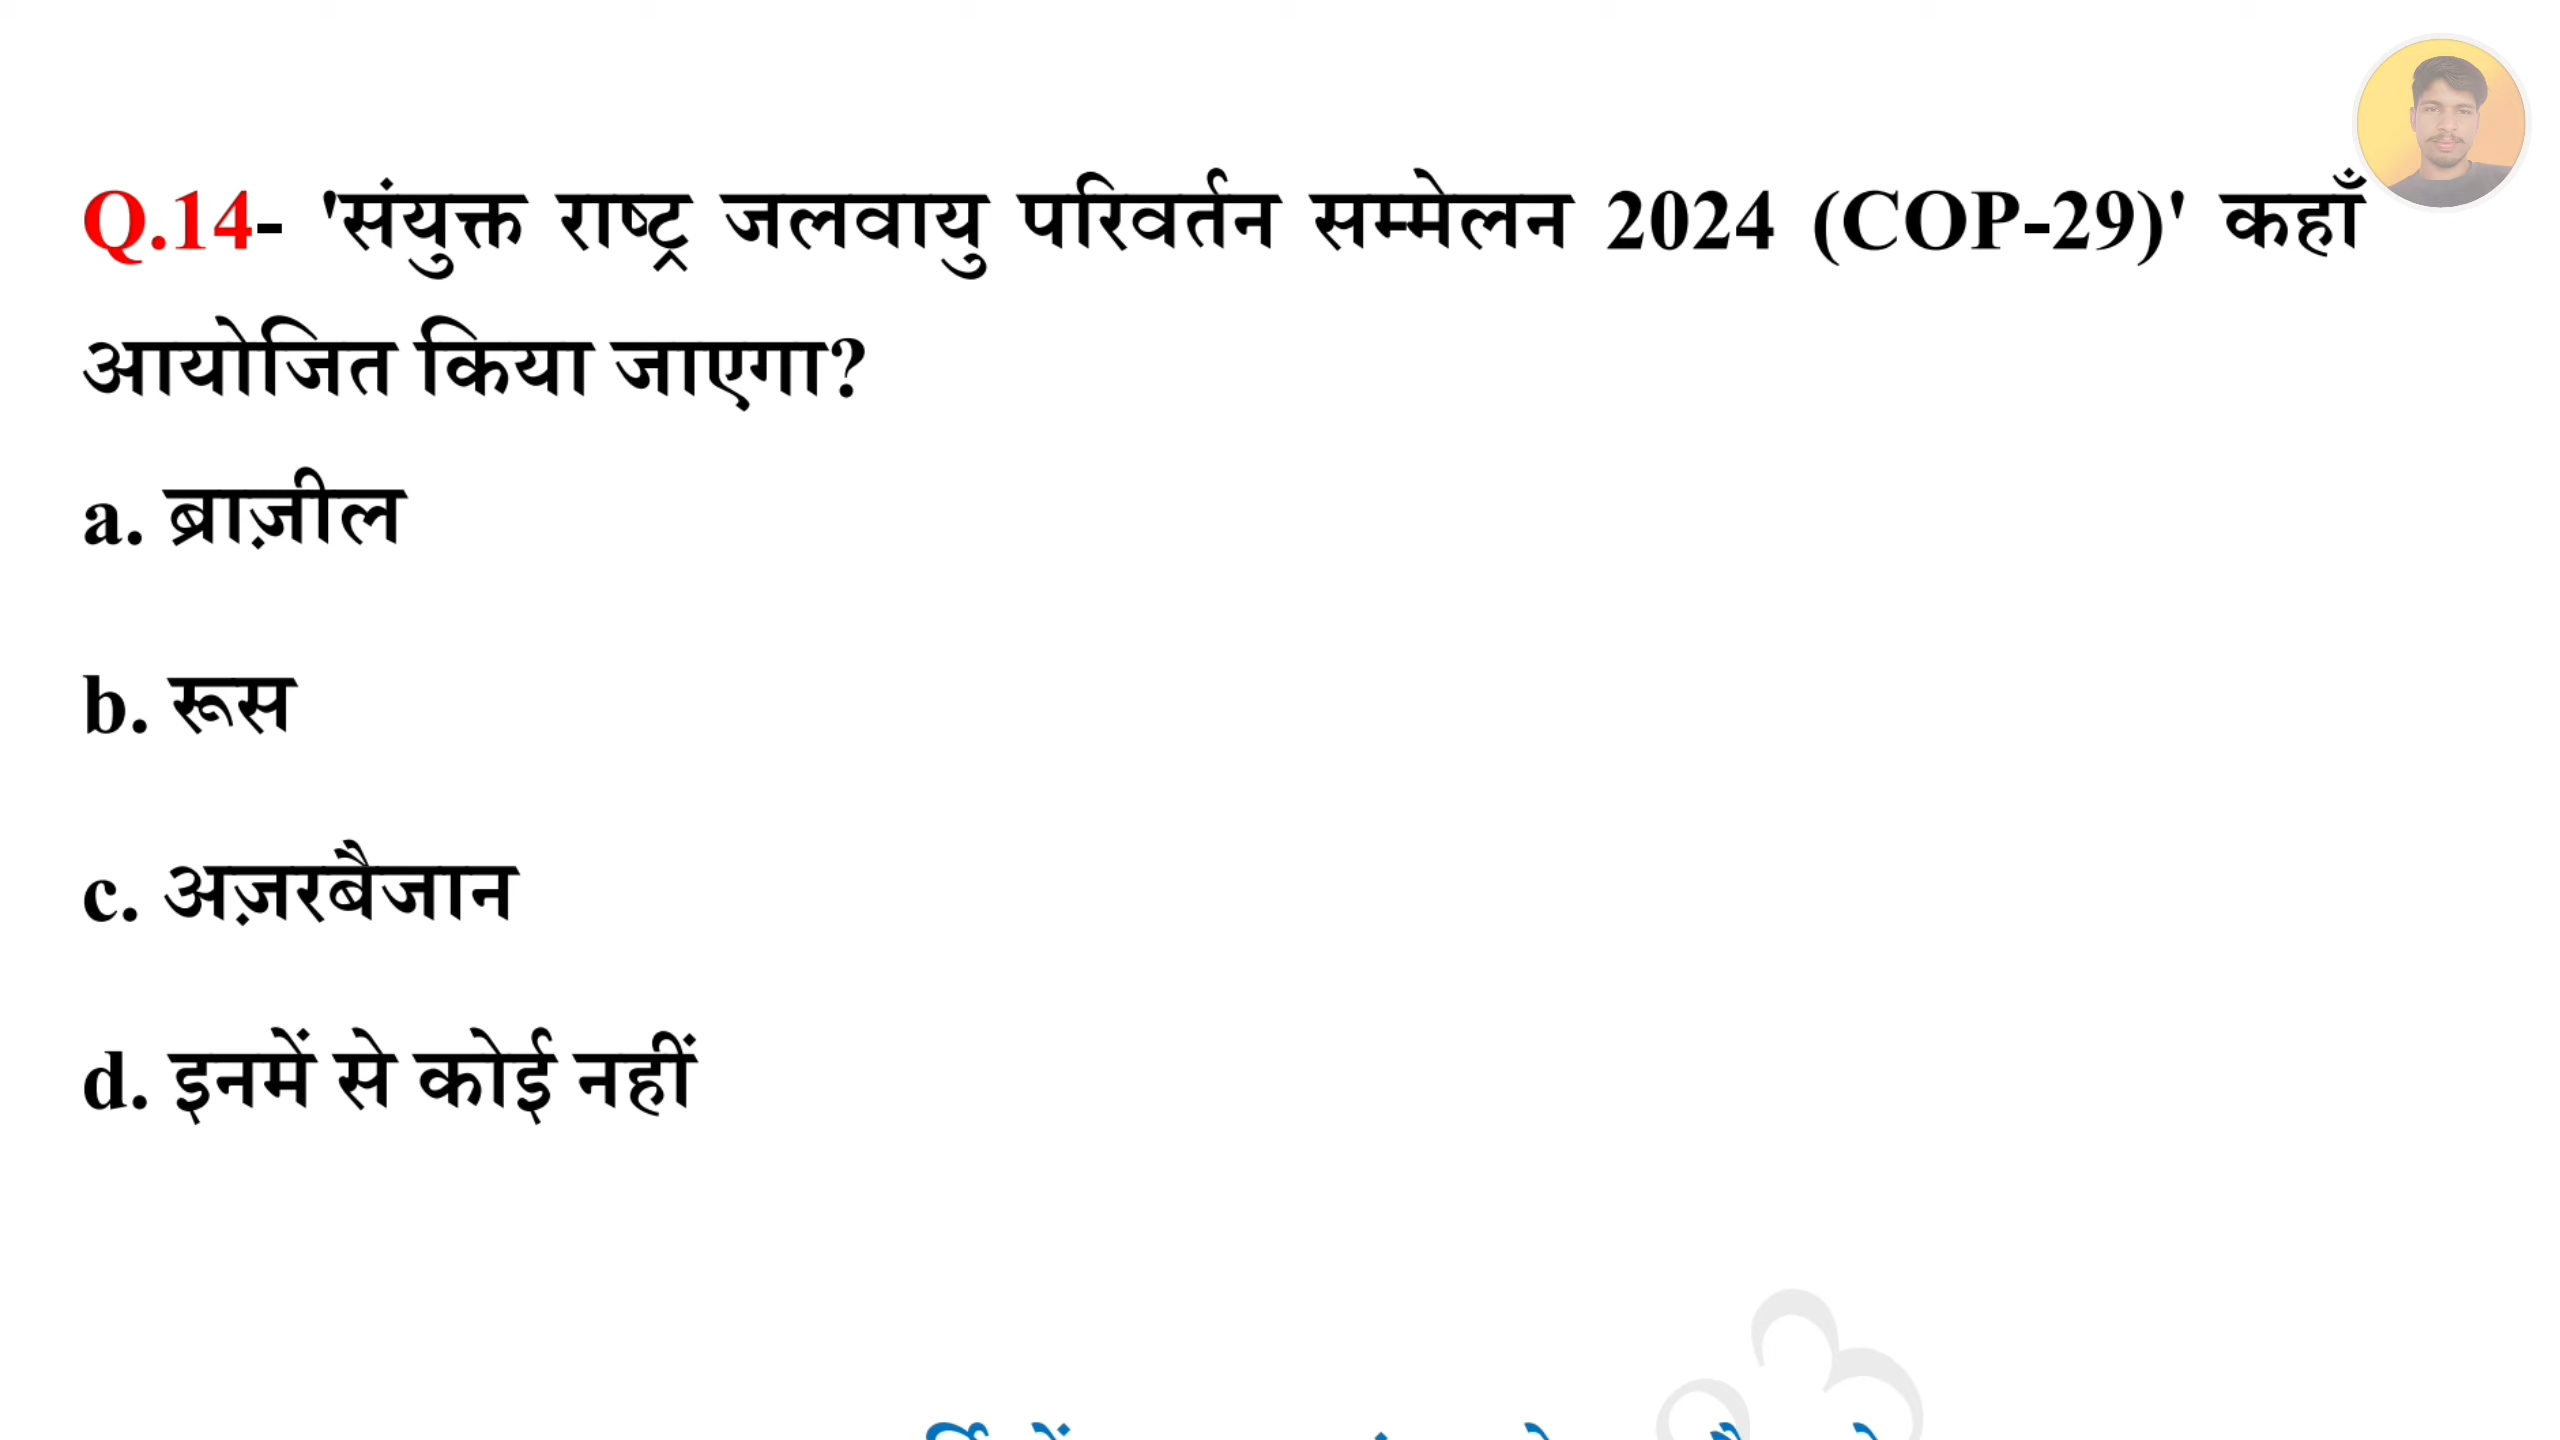 Q.14- 'संयुक्त राष्ट्र जलवायु परिवर्तन सम्मेलन 2024 (COP-29)' कहाँ
आयोजित किया जाएगा?
a. ब्राज़ील
b. रूस
c. अज़रबैजान
d. इनमें से कोई नहीं